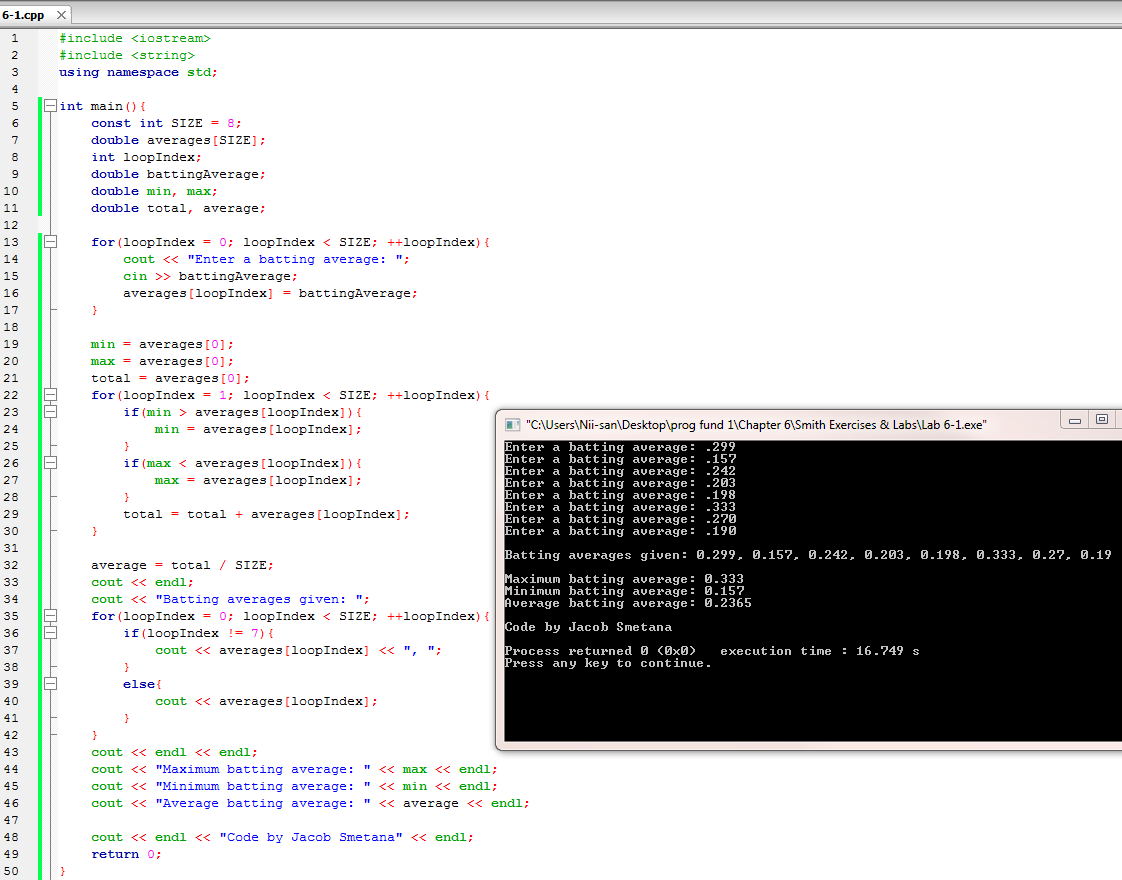 6-1.cpp
1 #include <iostream>
2 #include <string>
3 using namespace std;
4
5 int main(){
6 const int SIZE = 8;
7 double averages[SIZE];
8 int loopIndex;
9 double battingAverage;
10 double min, max;
11 double total, average;
12
13 for(loopIndex = 0; loopIndex < SIZE; ++loopIndex){
14 cout << "Enter a batting average: ";
15 cin >> battingAverage;
16 averages[loopIndex] = battingAverage;
17 }
18
19 min = averages[0];
20 max = averages[0];
21 total = averages[0];
22 for(loopIndex = 1; loopIndex < SIZE; ++loopIndex){
23 if(min > averages[loopIndex]){
24 min = averages[loopIndex];
25 }
26 if(max < averages[loopIndex]){
27 max = averages[loopIndex];
28 }
29 total = total + averages[loopIndex];
30 }
31
32 average = total / SIZE;
33 cout << endl;
34 cout << "Batting averages given: ";
35 for(loopIndex = 0; loopIndex < SIZE; ++loopIndex){
36 if(loopIndex != 7){
37 cout << averages[loopIndex] << ", ";
38 }
39 else{
40 cout << averages[loopIndex];
41 }
42 }
43 cout << endl << endl;
44 cout << "Maximum batting average: " << max << endl;
45 cout << "Minimum batting average: " << min << endl;
46 cout << "Average batting average: " << average << endl;
47
48 cout << endl << "Code by Jacob Smetana" << endl;
49 return 0;
50 }
"C:\Users\Nii-san\Desktop\prog fund 1\Chapter 6\Smith Exercises & Labs\Lab 6-1.exe"
Enter a batting average: .299
Enter a batting average: .157
Enter a batting average: .242
Enter a batting average: .203
Enter a batting average: .198
Enter a batting average: .333
Enter a batting average: .270
Enter a batting average: .190
Batting averages given: 0.299, 0.157, 0.242, 0.203, 0.198, 0.333, 0.27, 0.19
Maximum batting average: 0.333
Minimum batting average: 0.157
Average batting average: 0.2365
Code by Jacob Smetana
Process returned 0 (0x0)   execution time : 16.749 s
Press any key to continue.